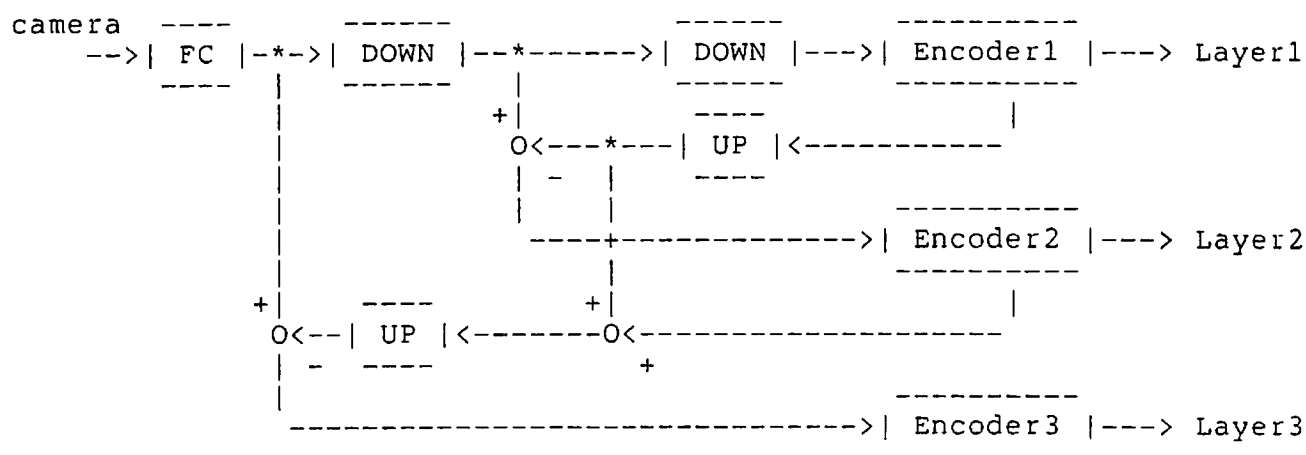 camera
-->| FC |-*->| DOWN |--*------>| DOWN |--->| Encoder1 |---> Layer1
+
O<---*---| UP |<-----------
-
-----+------------->| Encoder2 |---> Layer2
+ +
O<--| UP |<-------O<-----------------
- +
------------------------------->| Encoder3 |---> Layer3